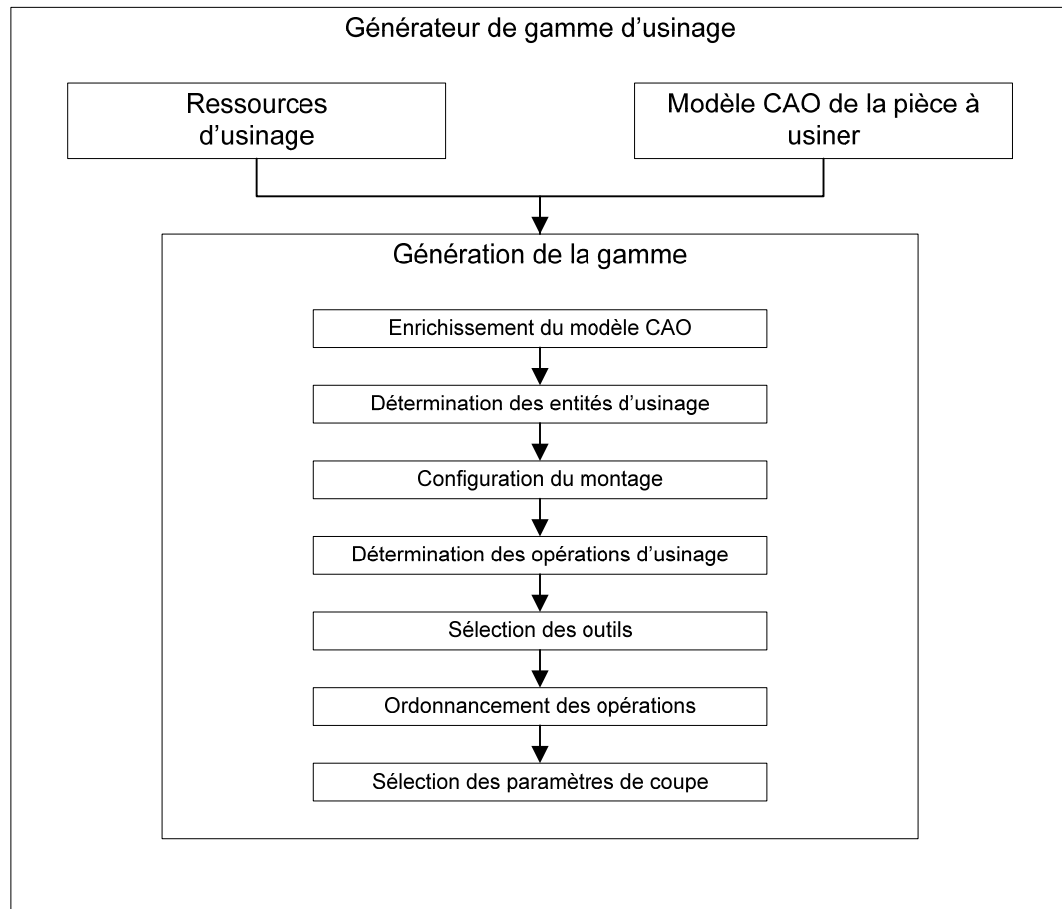 Générateur de gamme d’usinage
Ressources
d’usinage
Modèle CAO de la pièce à
usiner
Génération de la gamme
Enrichissement du modèle CAO
Détermination des entités d’usinage
Configuration du montage
Détermination des opérations d’usinage
Sélection des outils
Ordonnancement des opérations
Sélection des paramètres de coupe